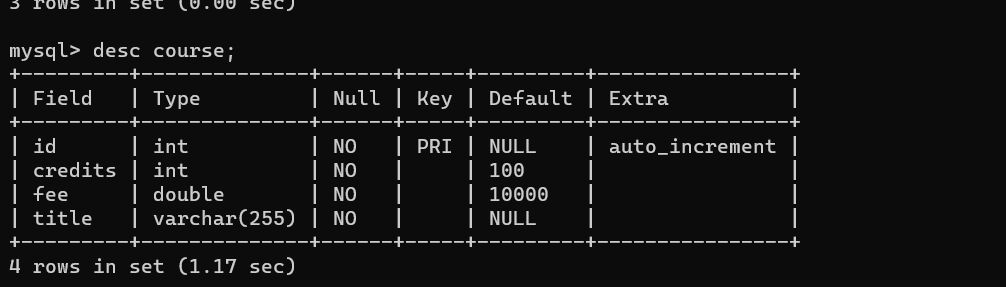 3 rows in set (0.00 sec)
mysql> desc course;
+---------+--------------+------+-----+---------+----------------+
| Field   | Type         | Null | Key | Default | Extra          |
+---------+--------------+------+-----+---------+----------------+
| id      | int          | NO   | PRI | NULL    | auto_increment |
| credits | int          | NO   |     | 100     |                |
| fee     | double       | NO   |     | 10000   |                |
| title   | varchar(255) | NO   |     | NULL    |                |
+---------+--------------+------+-----+---------+----------------+
4 rows in set (1.17 sec)